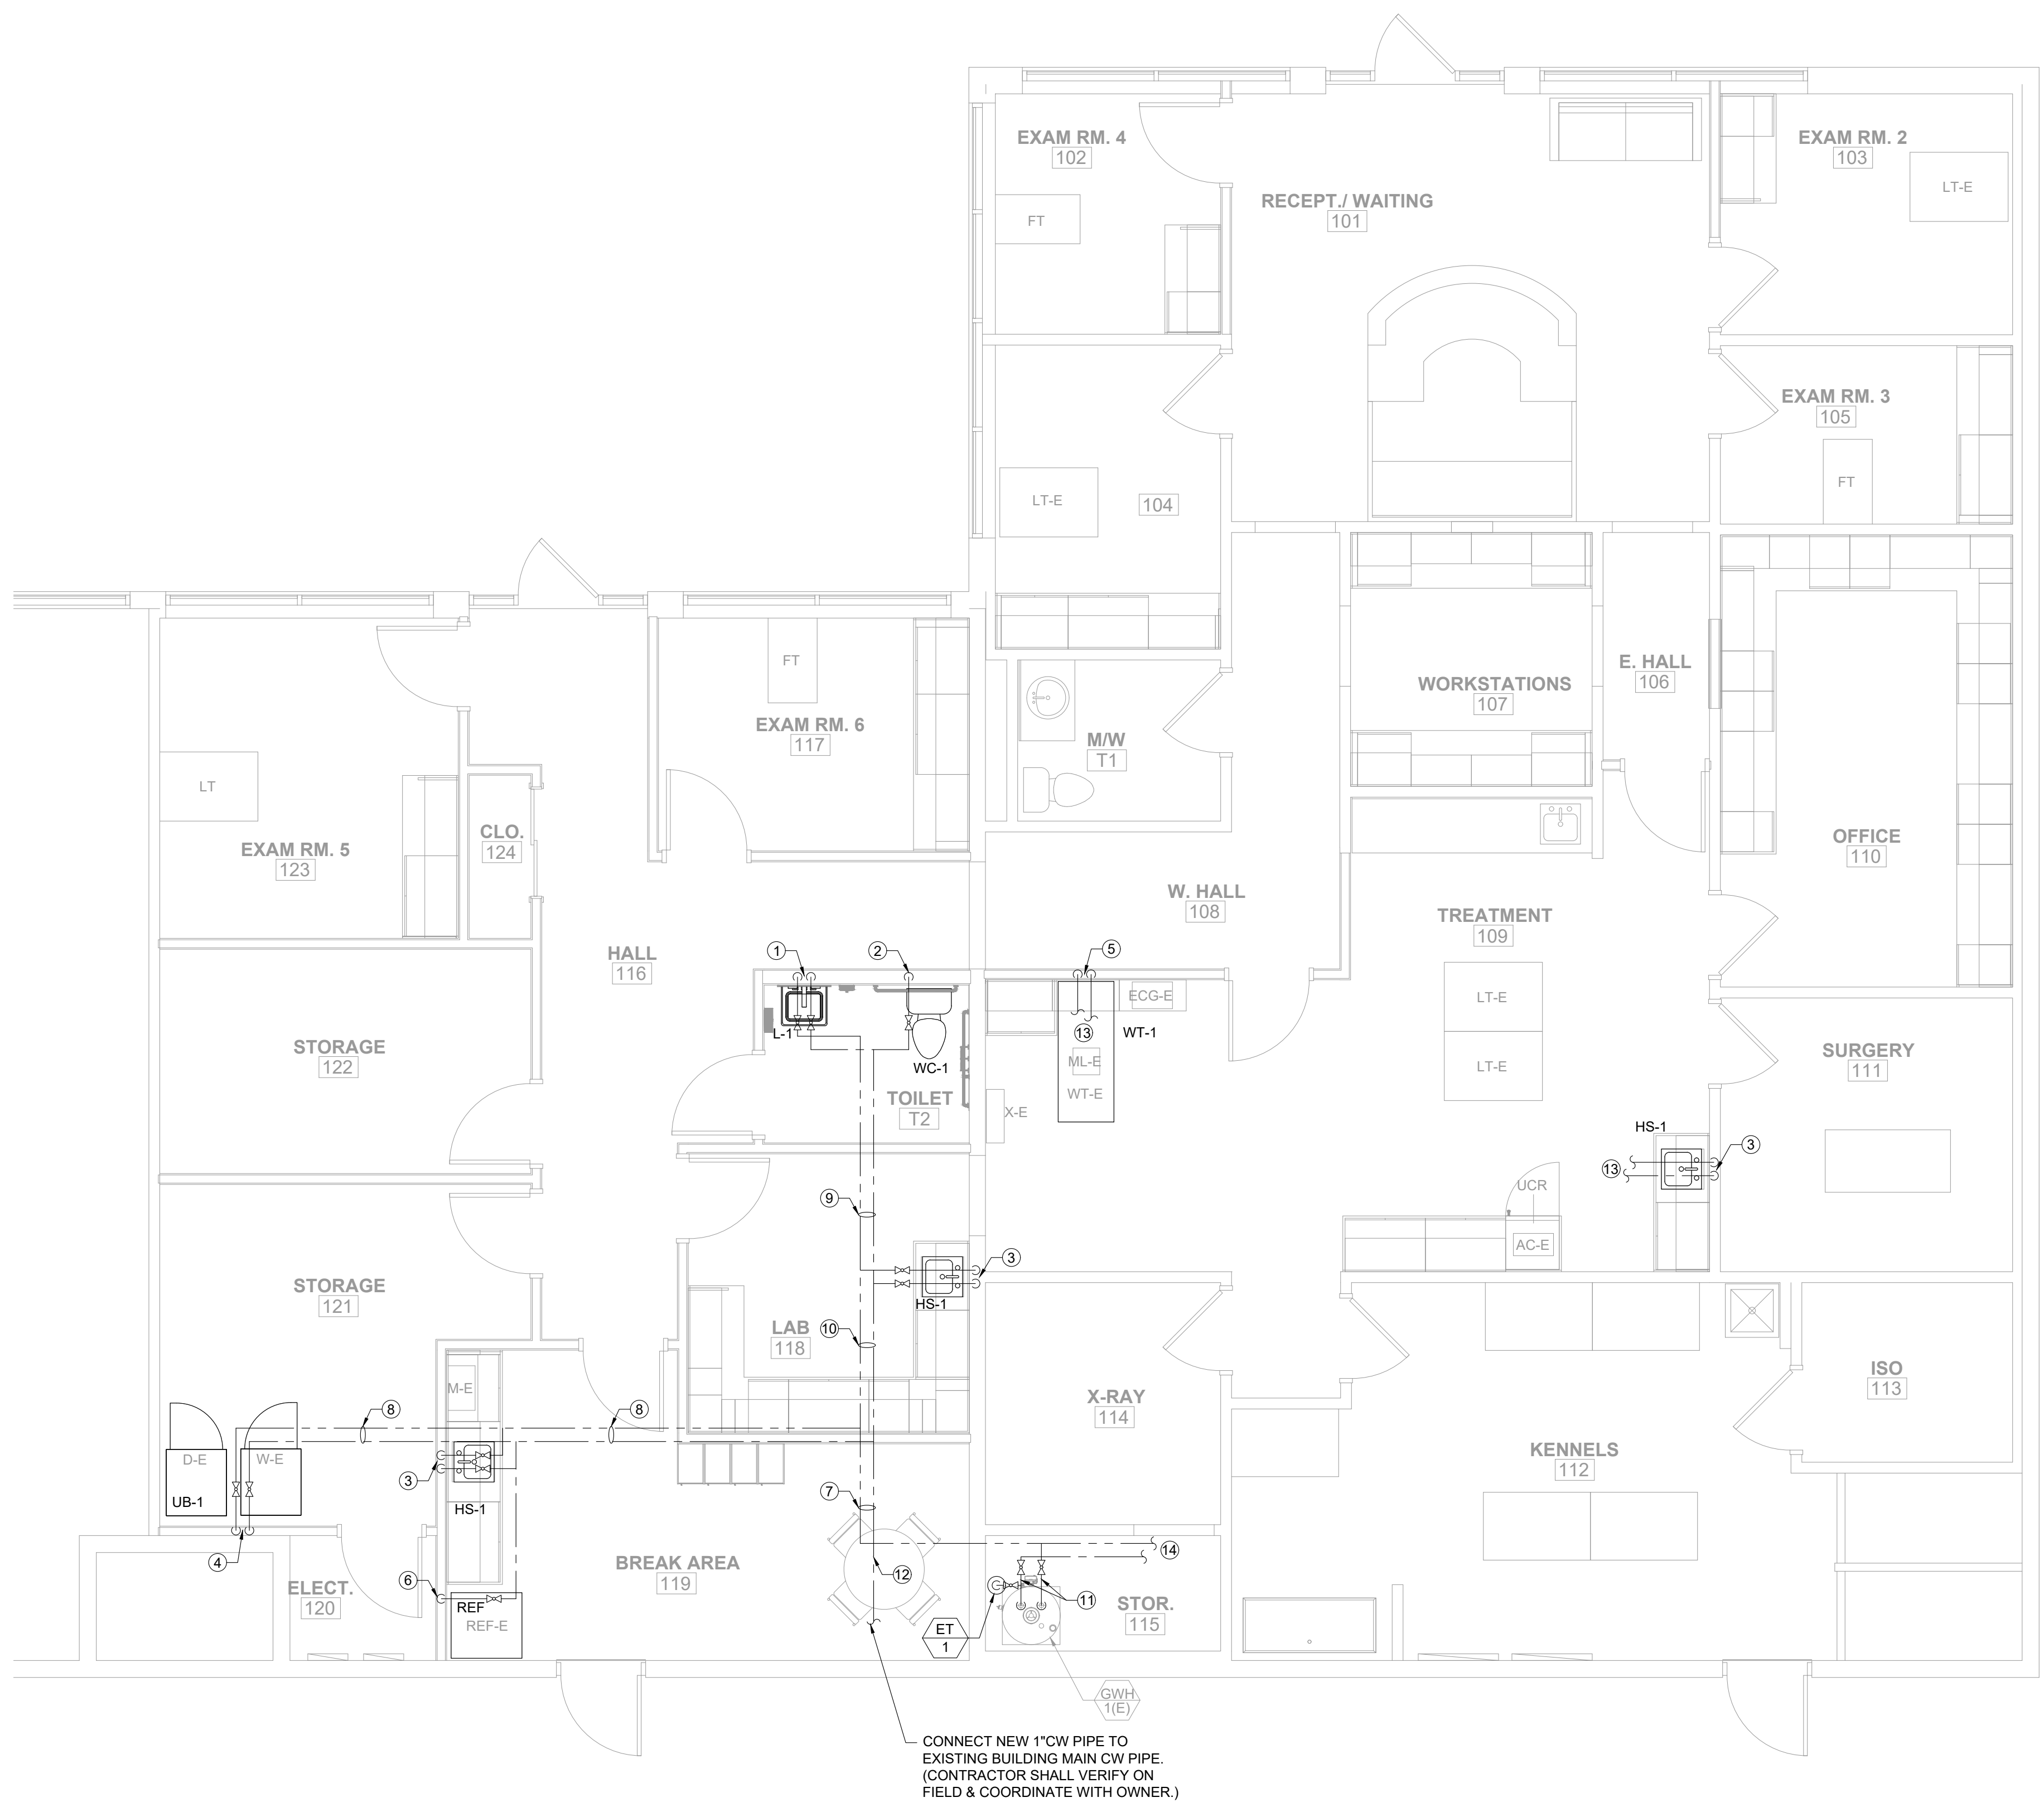 EXAM RM. 4
102
FT
RECEPT./ WAITING
101
EXAM RM. 2
103
LT-E
EXAM RM. 3
105
FT
LT-E
104
FT
EXAM RM. 6
117
E. HALL
106
WORKSTATIONS
107
M/W
T1
LT
EXAM RM. 5
123
CLO.
124
OFFICE
110
W. HALL
108
TREATMENT
109
HALL
116
1
2
5
ECG-E
LT-E
L-1
13
WT-1
STORAGE
122
ML-E
WC-1
LT-E
SURGERY
111
WT-E
TOILET
T2
X-E
HS-1
3
13
UCR
9
AC-E
3
STORAGE
121
HS-1
LAB
118
10
ISO
113
M-E
X-RAY
114
8
8
KENNELS
112
D-E
W-E
3
UB-1
HS-1
7
4
14
BREAK AREA
119
12
6
ELECT.
120
REF
REF-E
11
STOR.
115
ET
1
GWH
1(E)
CONNECT NEW 1"CW PIPE TO
EXISTING BUILDING MAIN CW PIPE.
(CONTRACTOR SHALL VERIFY ON
FIELD & COORDINATE WITH OWNER.)